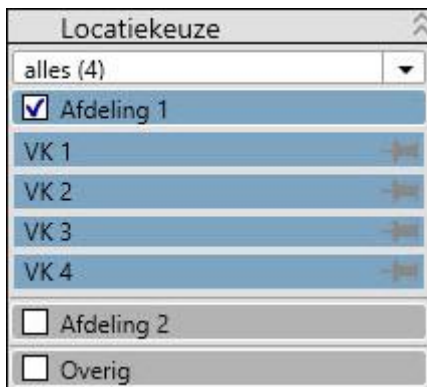 Locatiekeuze
alles (4)
Afdeling 1
VK 1
VK 2
VK 3
VK 4
Afdeling 2
Overig